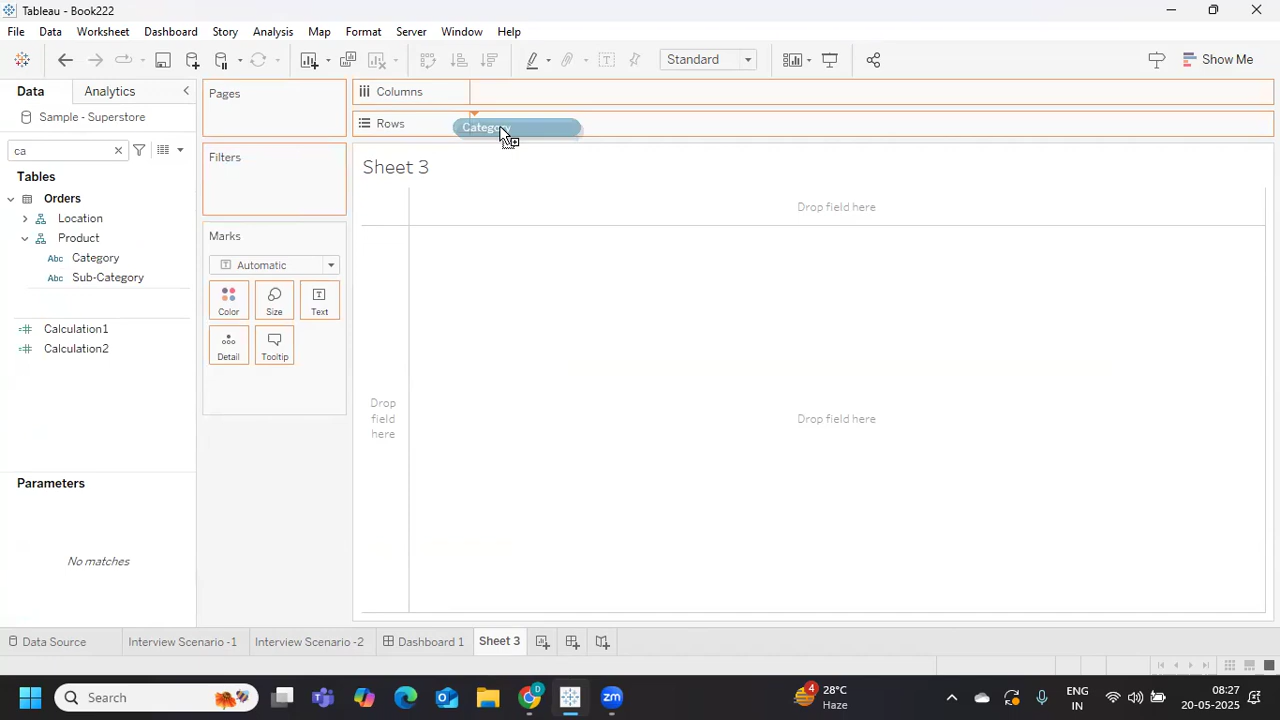 Tableau - Book222
File Data Worksheet Dashboard Story Analysis Map Format Server Window Help
Standard
Show Me
Data Analytics
Sample - Superstore
ca
Tables
Orders
Location
Product
Abc Category
Abc Sub-Category
Calculation1
Calculation2
Parameters
No matches
Pages
Filters
Marks
Automatic
Color Size Text
Detail Tooltip
Columns
Rows
Category
Sheet 3
Drop field here
Drop
field
here
Drop field here
Data Source Interview Scenario -1 Interview Scenario -2 Dashboard 1 Sheet 3
Search
4
28°C
Haze
D
zm
ENG
IN
08:27
20-05-2025